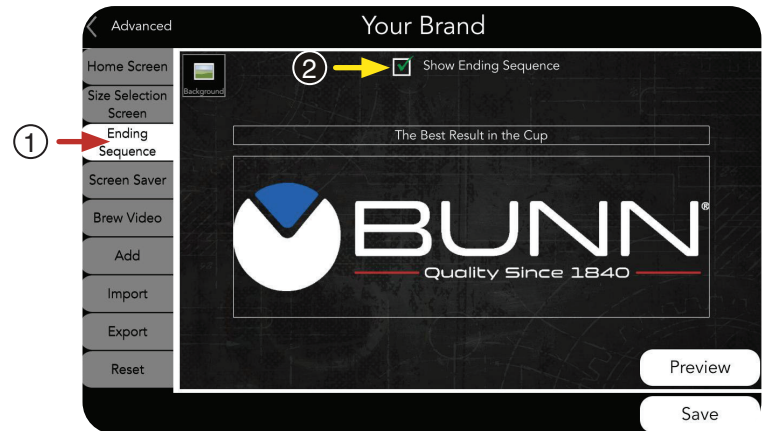 Advanced
Your Brand
Home Screen
Size Selection
Screen
Ending
Sequence
Screen Saver
Brew Video
Add
Import
Export
Reset
1
2
Background
Show Ending Sequence
The Best Result in the Cup
BUNN®
Quality Since 1840
Preview
Save